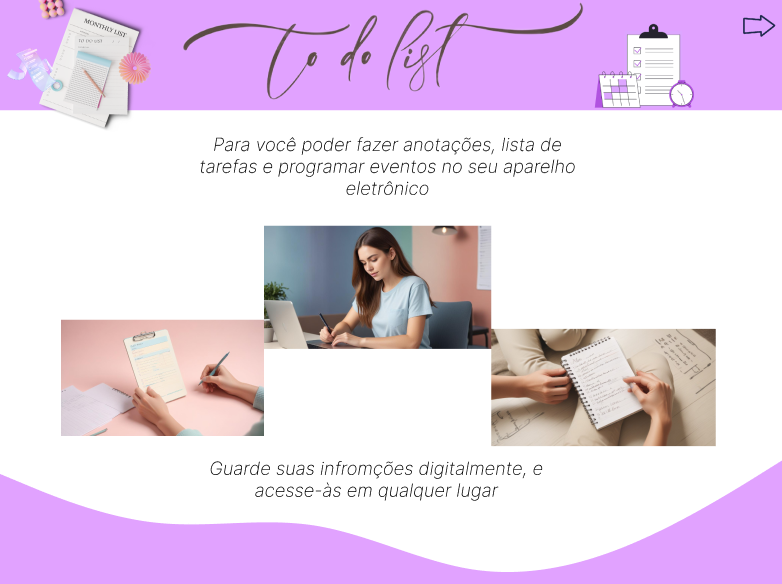 MONTHLY LIST
TO DO LIST
to do list
Para você poder fazer anotações, lista de
tarefas e programar eventos no seu aparelho
eletrônico
Guarde suas infromções digitalmente, e
acesse-às em qualquer lugar